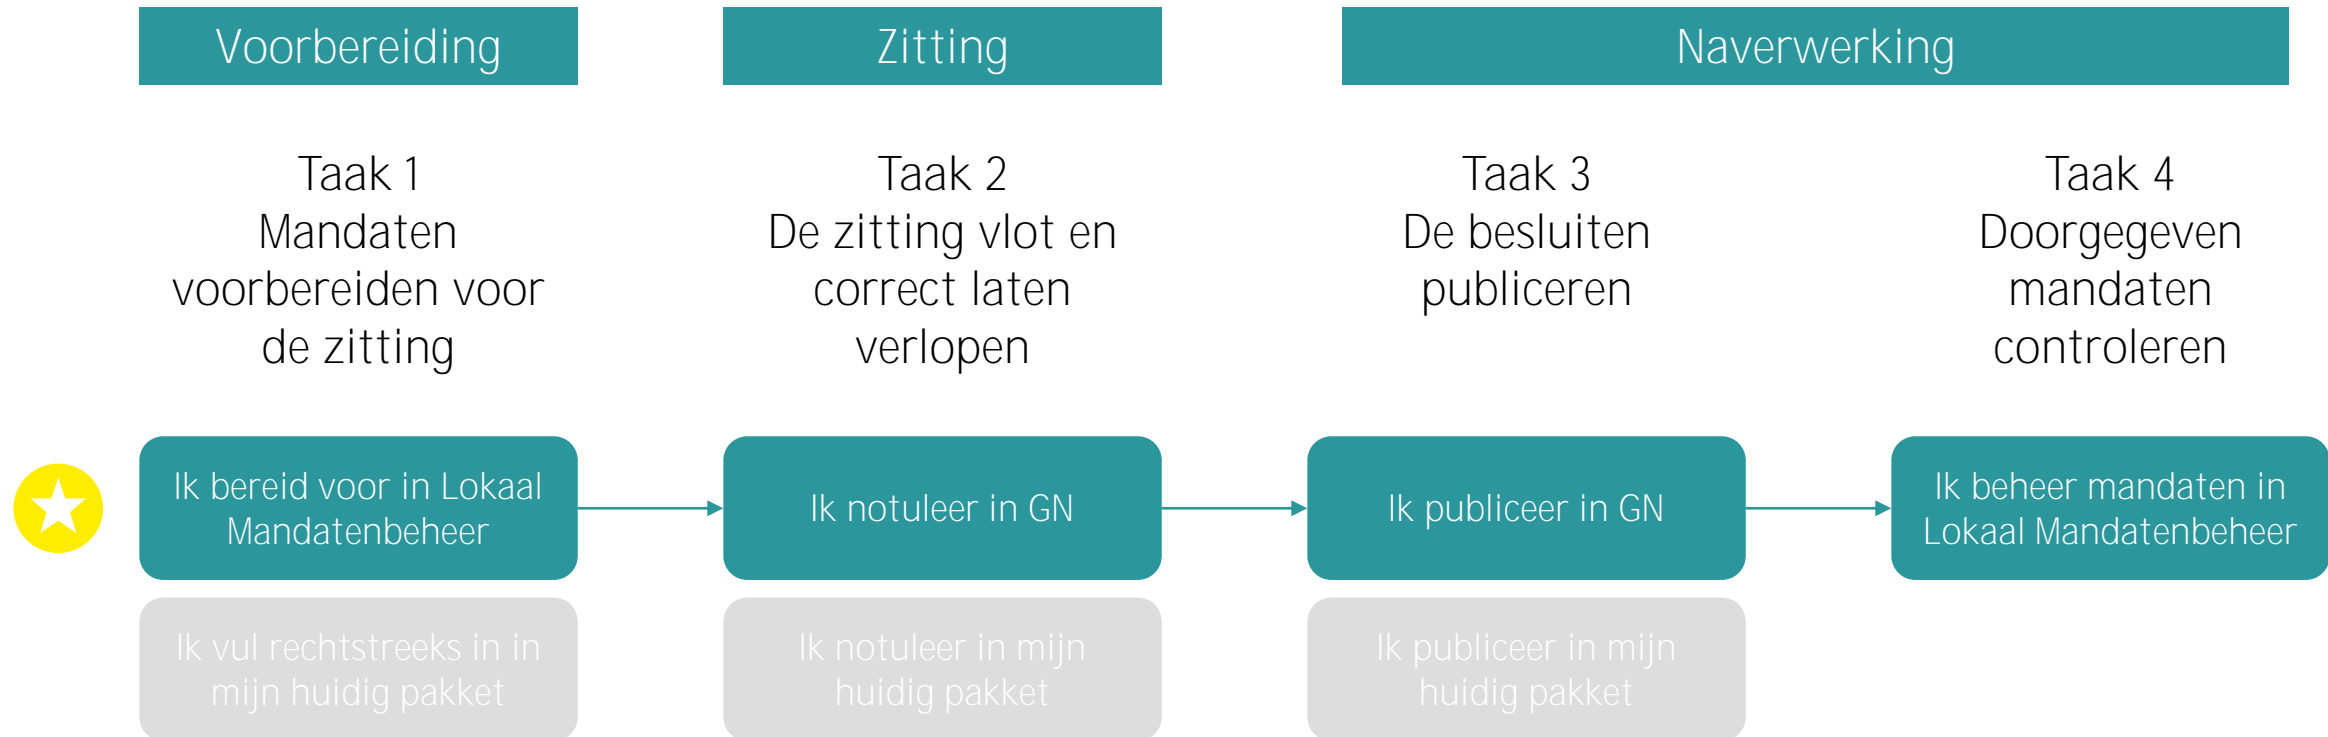 Voorbereiding
Zitting
Naverwerking
Taak 1
Mandaten
voorbereiden voor
de zitting
Taak 2
De zitting vlot en
correct laten
verlopen
Taak 3
De besluiten
publiceren
Taak 4
Doorgegeven
mandaten
controleren
Ik bereid voor in Lokaal
Mandatenbeheer
Ik notuleer in GN
Ik publiceer in GN
Ik beheer mandaten in
Lokaal Mandatenbeheer
Ik vul rechtstreeks in in
mijn huidig pakket
Ik notuleer in mijn
huidig pakket
Ik publiceer in mijn
huidig pakket